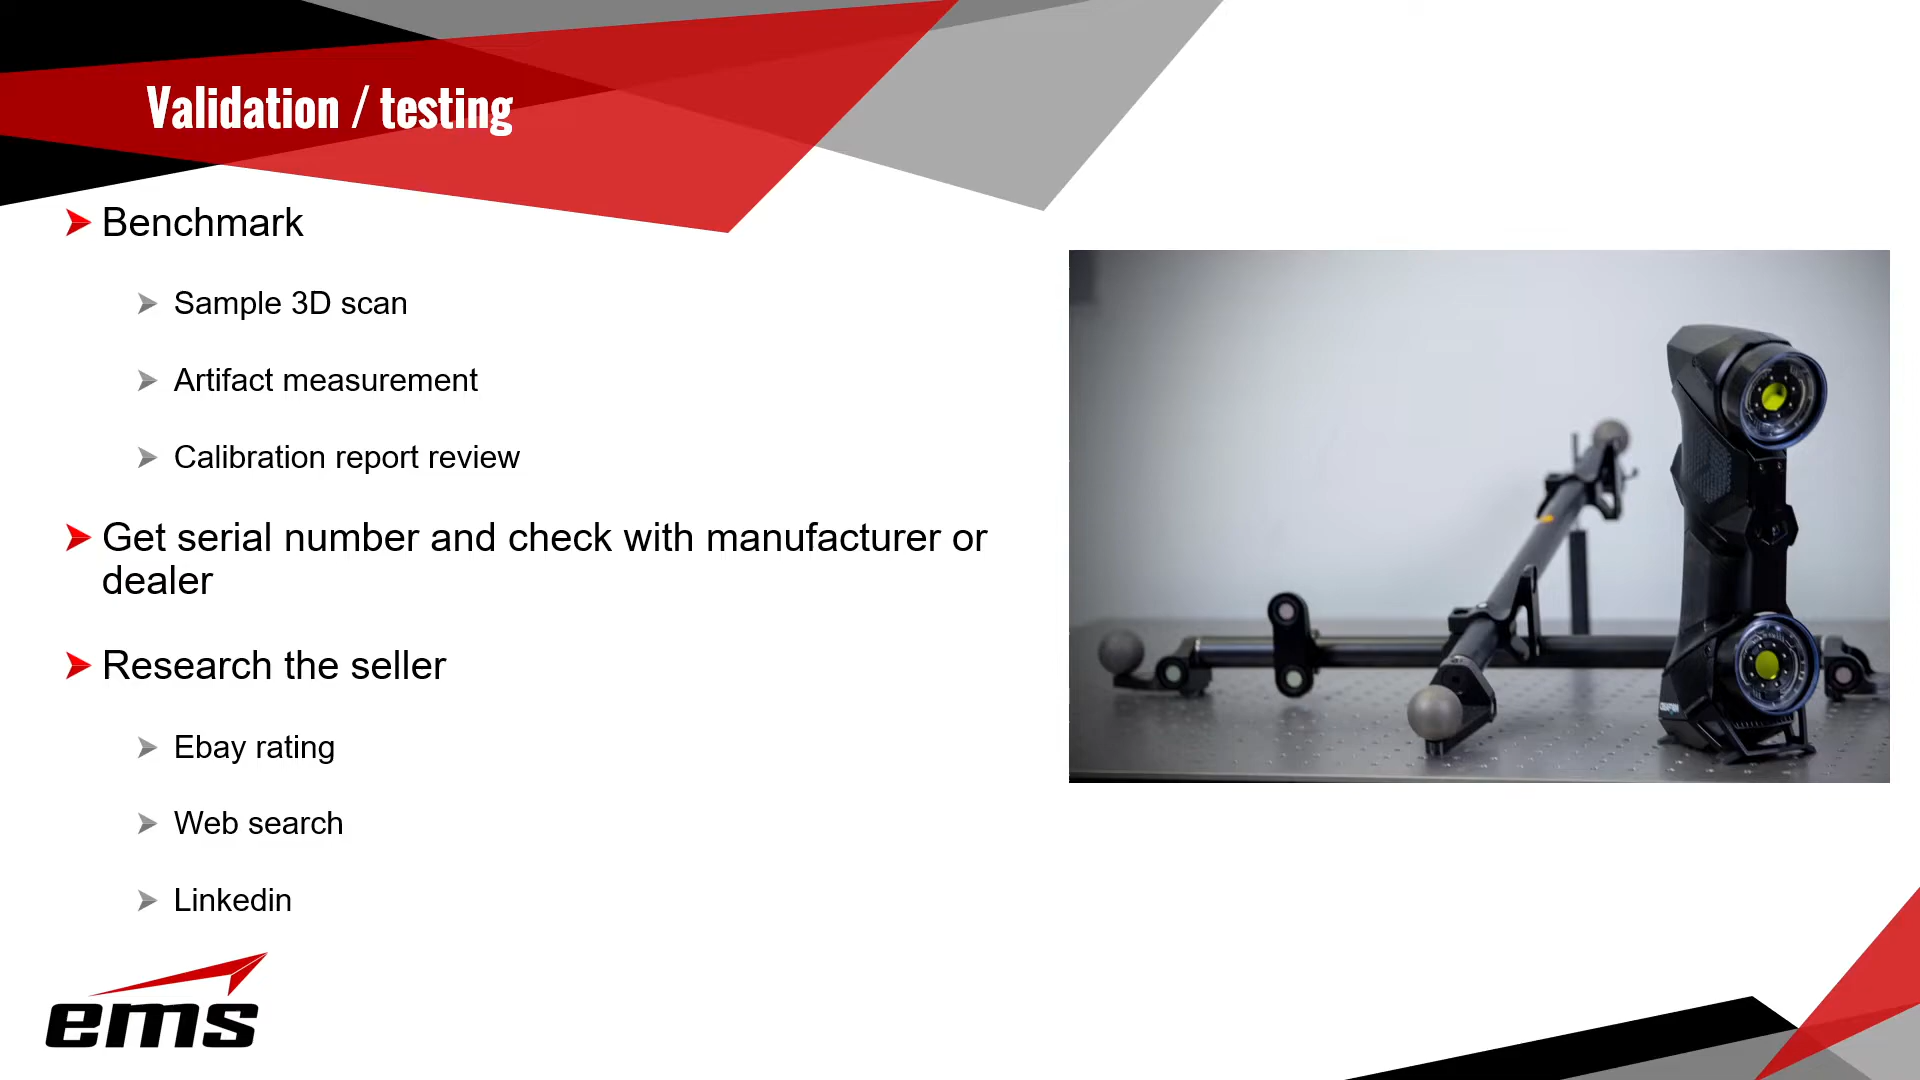 Validation / testing
Benchmark
Sample 3D scan
Artifact measurement
Calibration report review
Get serial number and check with manufacturer or
dealer
Research the seller
Ebay rating
Web search
Linkedin
ems